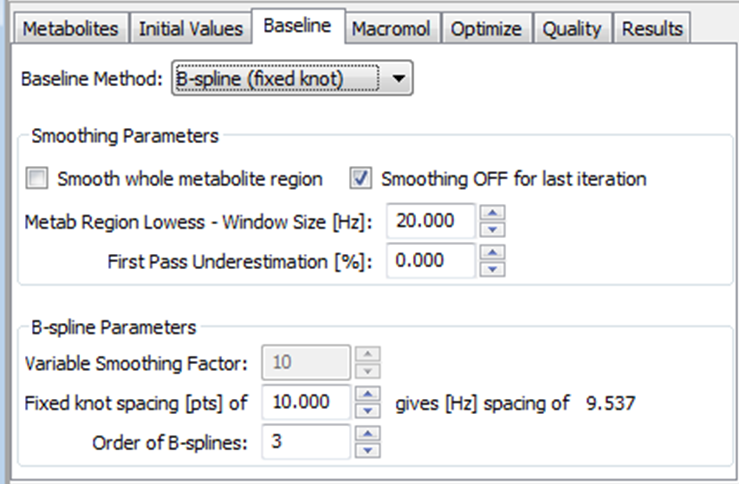 Metabolites Initial Values Baseline Macromol Optimize Quality Results
Baseline Method: B-spline (fixed knot)
Smoothing Parameters
Smooth whole metabolite region Smoothing OFF for last iteration
Metab Region Lowess - Window Size [Hz]: 20.000
First Pass Underestimation [%]: 0.000
B-spline Parameters
Variable Smoothing Factor: 10
Fixed knot spacing [pts] of 10.000 gives [Hz] spacing of 9.537
Order of B-splines: 3